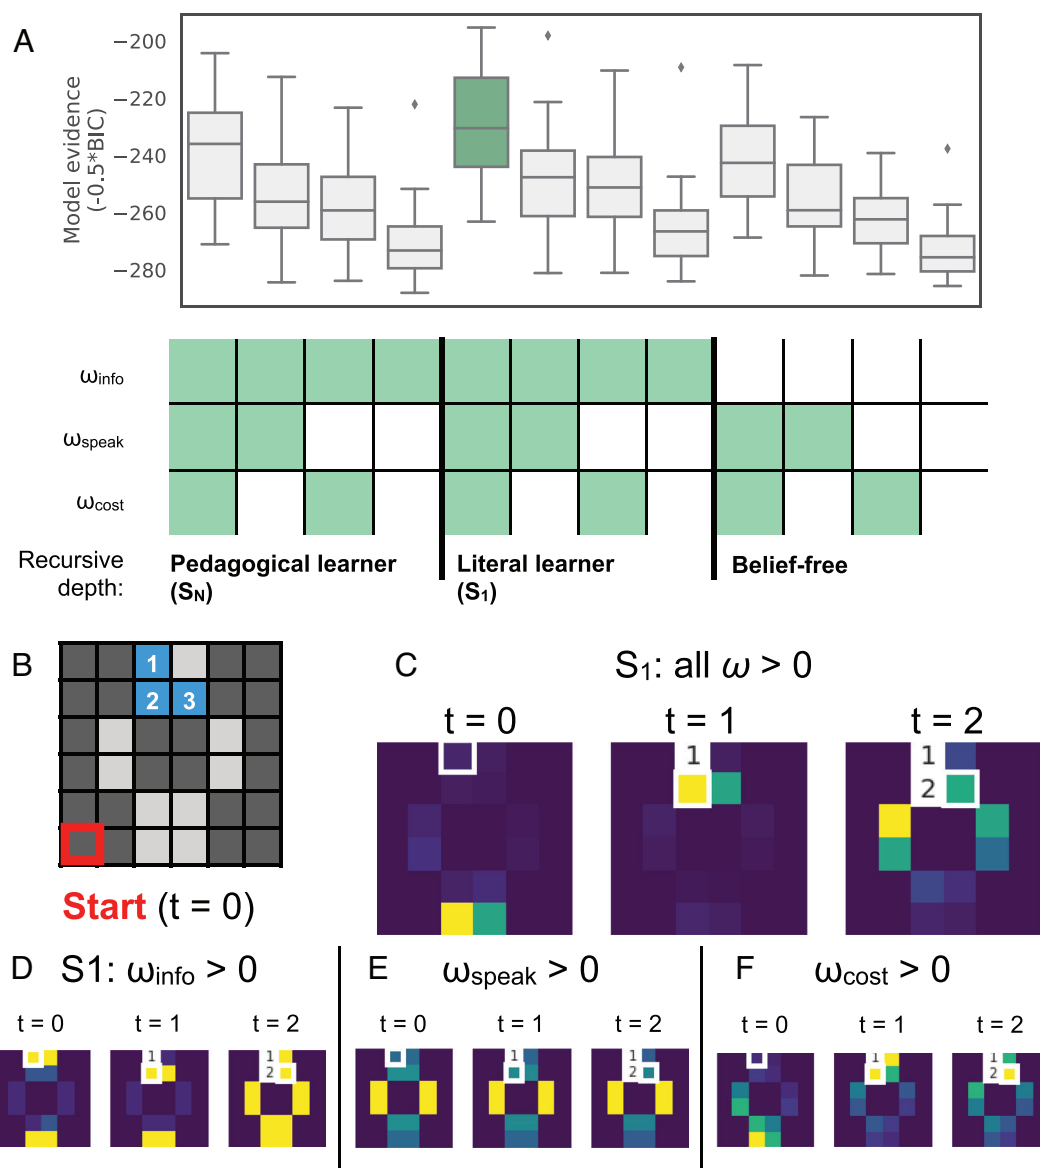 A
Model evidence
(-0.5*BIC)
−200
−220
−240
−260
−280
ωinfo
ωspeak
ωcost
Recursive
depth:
Pedagogical learner
(SN)
Literal learner
(S1)
Belief-free
B
1
2 3
Start (t = 0)
C
S1: all ω > 0
t = 0 t = 1 t = 2
1 1
2
D S1: ωinfo > 0
t = 0 t = 1 t = 2
1 1
2
E ωspeak > 0
t = 0 t = 1 t = 2
1 1
2
F ωcost > 0
t = 0 t = 1 t = 2
1 1
2